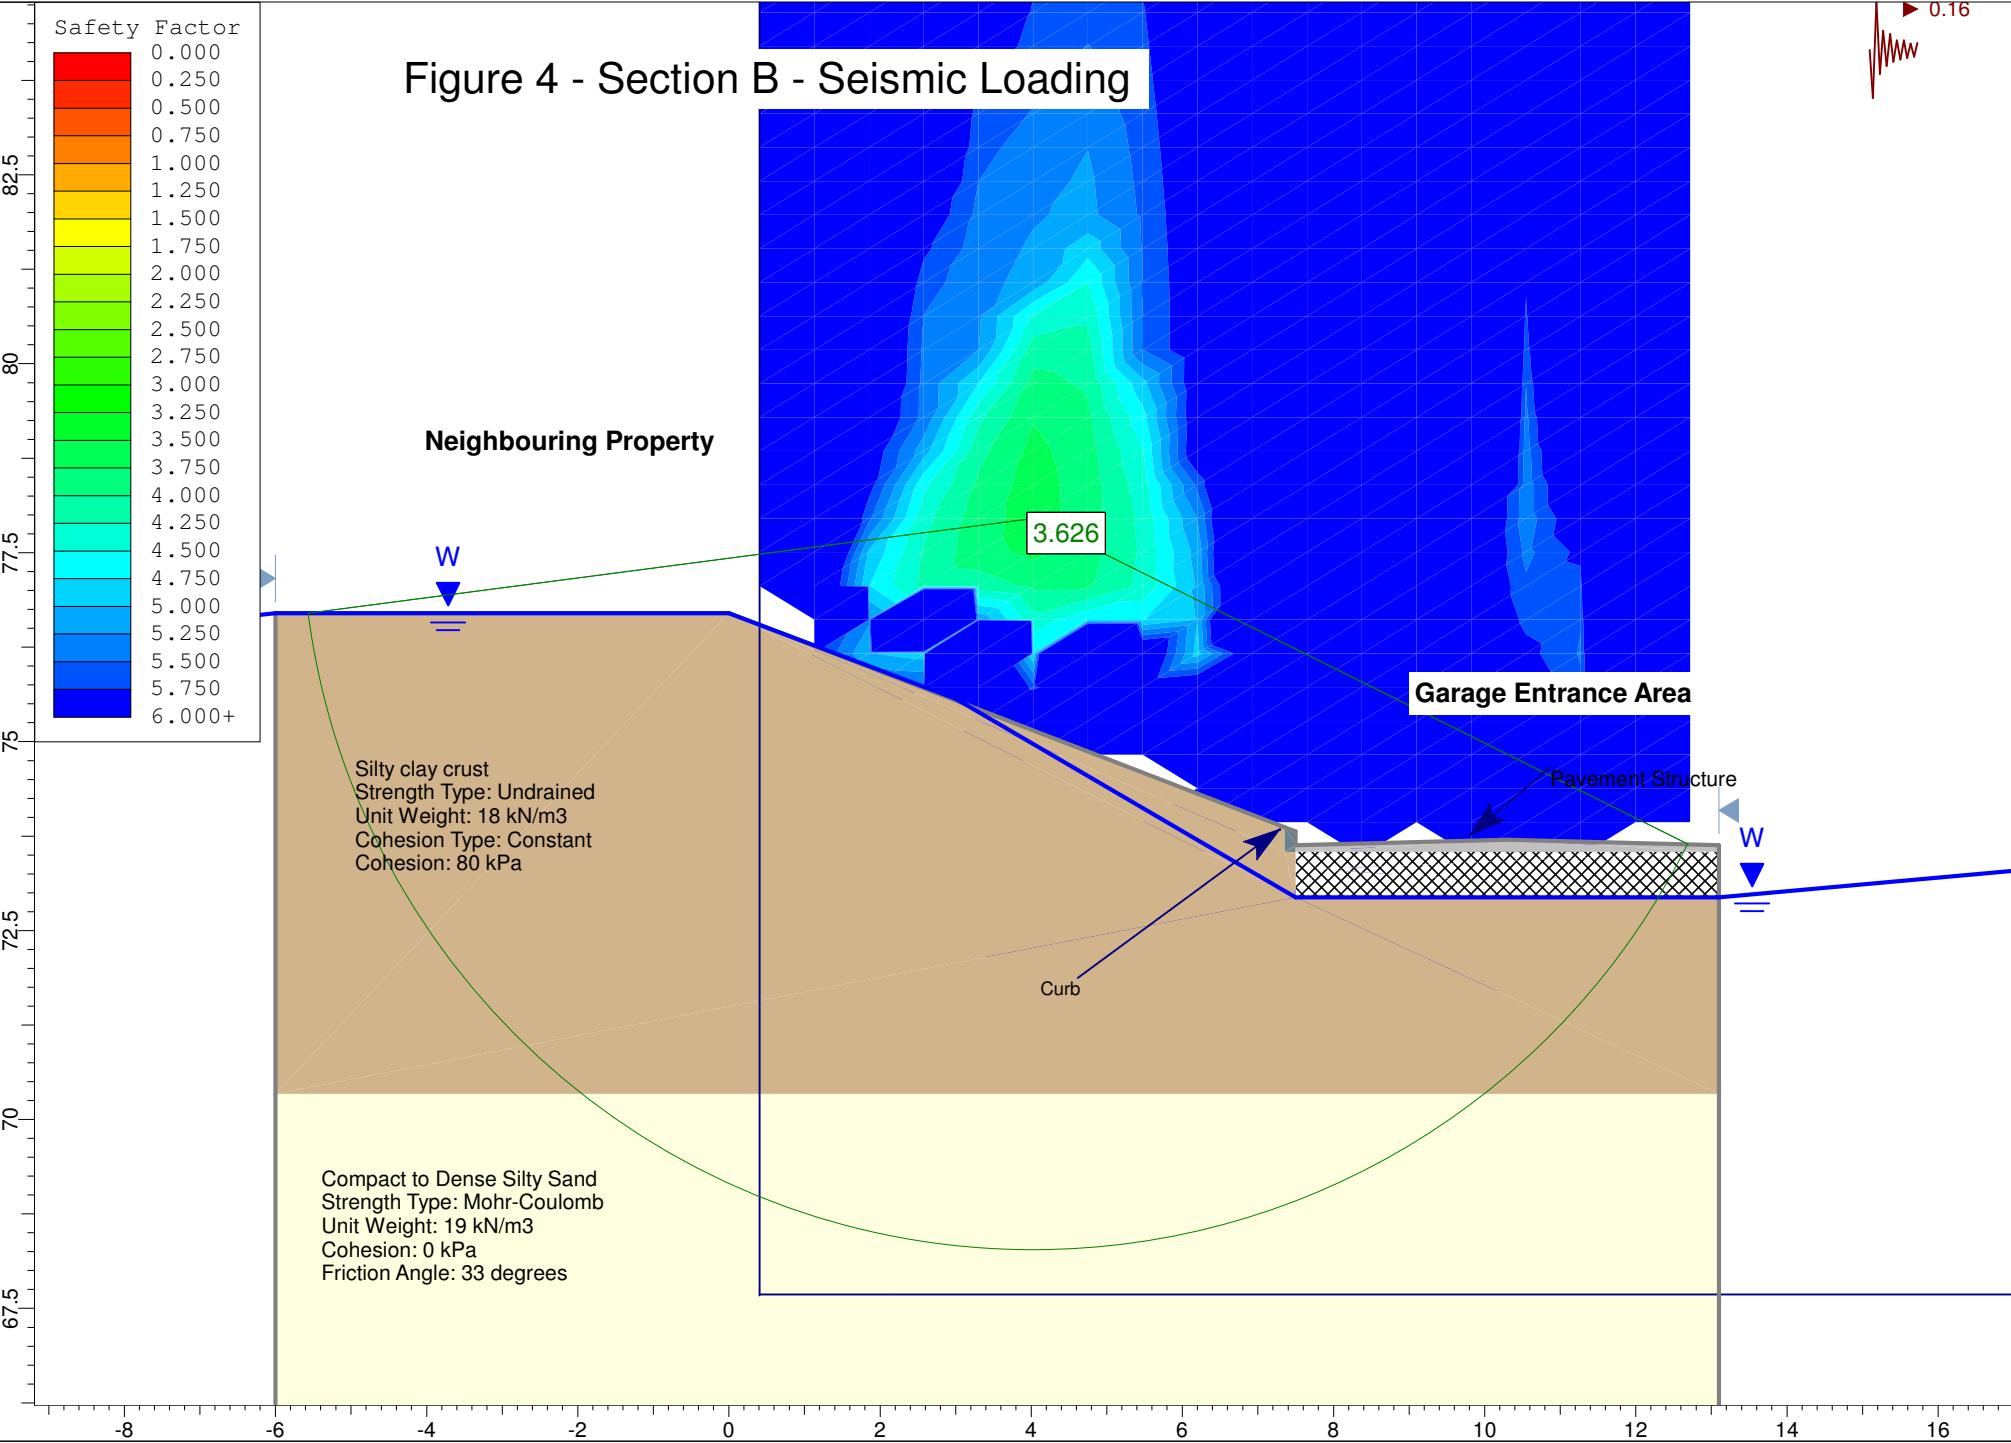 Safety Factor
0.000
0.250
0.500
0.750
1.000
1.250
1.500
1.750
2.000
2.250
2.500
2.750
3.000
3.250
3.500
3.750
4.000
4.250
4.500
4.750
5.000
5.250
5.500
5.750
6.000+
Figure 4 - Section B - Seismic Loading
0.16
Neighbouring Property
W
3.626
Garage Entrance Area
Pavement Structure
W
Silty clay crust
Strength Type: Undrained
Unit Weight: 18 kN/m3
Cohesion Type: Constant
Cohesion: 80 kPa
Curb
Compact to Dense Silty Sand
Strength Type: Mohr-Coulomb
Unit Weight: 19 kN/m3
Cohesion: 0 kPa
Friction Angle: 33 degrees
82.5
80
77.5
75
72.5
70
67.5
-8 -6 -4 -2 0 2 4 6 8 10 12 14 16